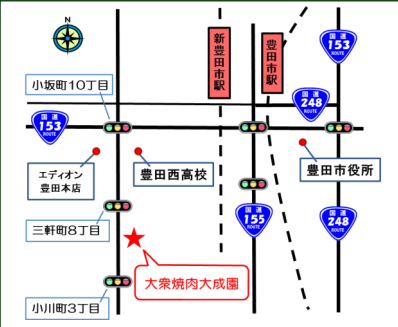 N
新豊田市駅
豊田市駅
国道
153
ROUTE
小坂町10丁目
国道
248
ROUTE
国道
153
ROUTE
エディオン
豊田本店
豊田西高校
豊田市役所
三軒町8丁目
国道
155
ROUTE
国道
248
ROUTE
大衆焼肉大成園
小川町3丁目